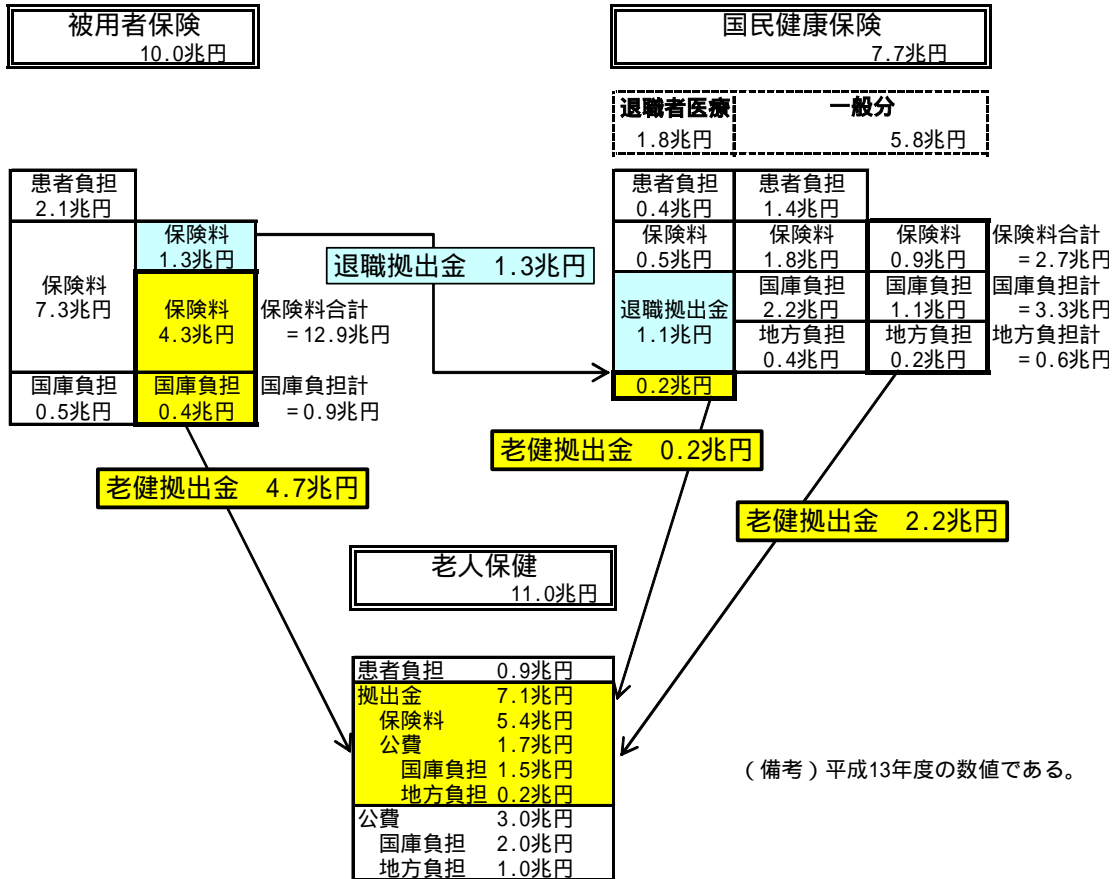 被用者保険
10.0兆円
国民健康保険
7.7兆円
退職者医療
1.8兆円
一般分
5.8兆円
患者負担
2.1兆円
保険料
7.3兆円
国庫負担
0.5兆円
保険料
1.3兆円
保険料
4.3兆円
国庫負担
0.4兆円
保険料合計
=12.9兆円
国庫負担計
=0.9兆円
退職拠出金 1.3兆円
患者負担
0.4兆円
保険料
0.5兆円
退職拠出金
1.1兆円
0.2兆円
患者負担
1.4兆円
保険料
1.8兆円
国庫負担
2.2兆円
地方負担
0.4兆円
保険料
0.9兆円
国庫負担
1.1兆円
地方負担
0.2兆円
保険料合計
=2.7兆円
国庫負担計
=3.3兆円
地方負担計
=0.6兆円
老健拠出金 4.7兆円
老健拠出金 0.2兆円
老健拠出金 2.2兆円
老人保健
11.0兆円
患者負担 0.9兆円
拠出金 7.1兆円
保険料 5.4兆円
公費 1.7兆円
国庫負担 1.5兆円
地方負担 0.2兆円
公費 3.0兆円
国庫負担 2.0兆円
地方負担 1.0兆円
(備考)平成13年度の数値である。